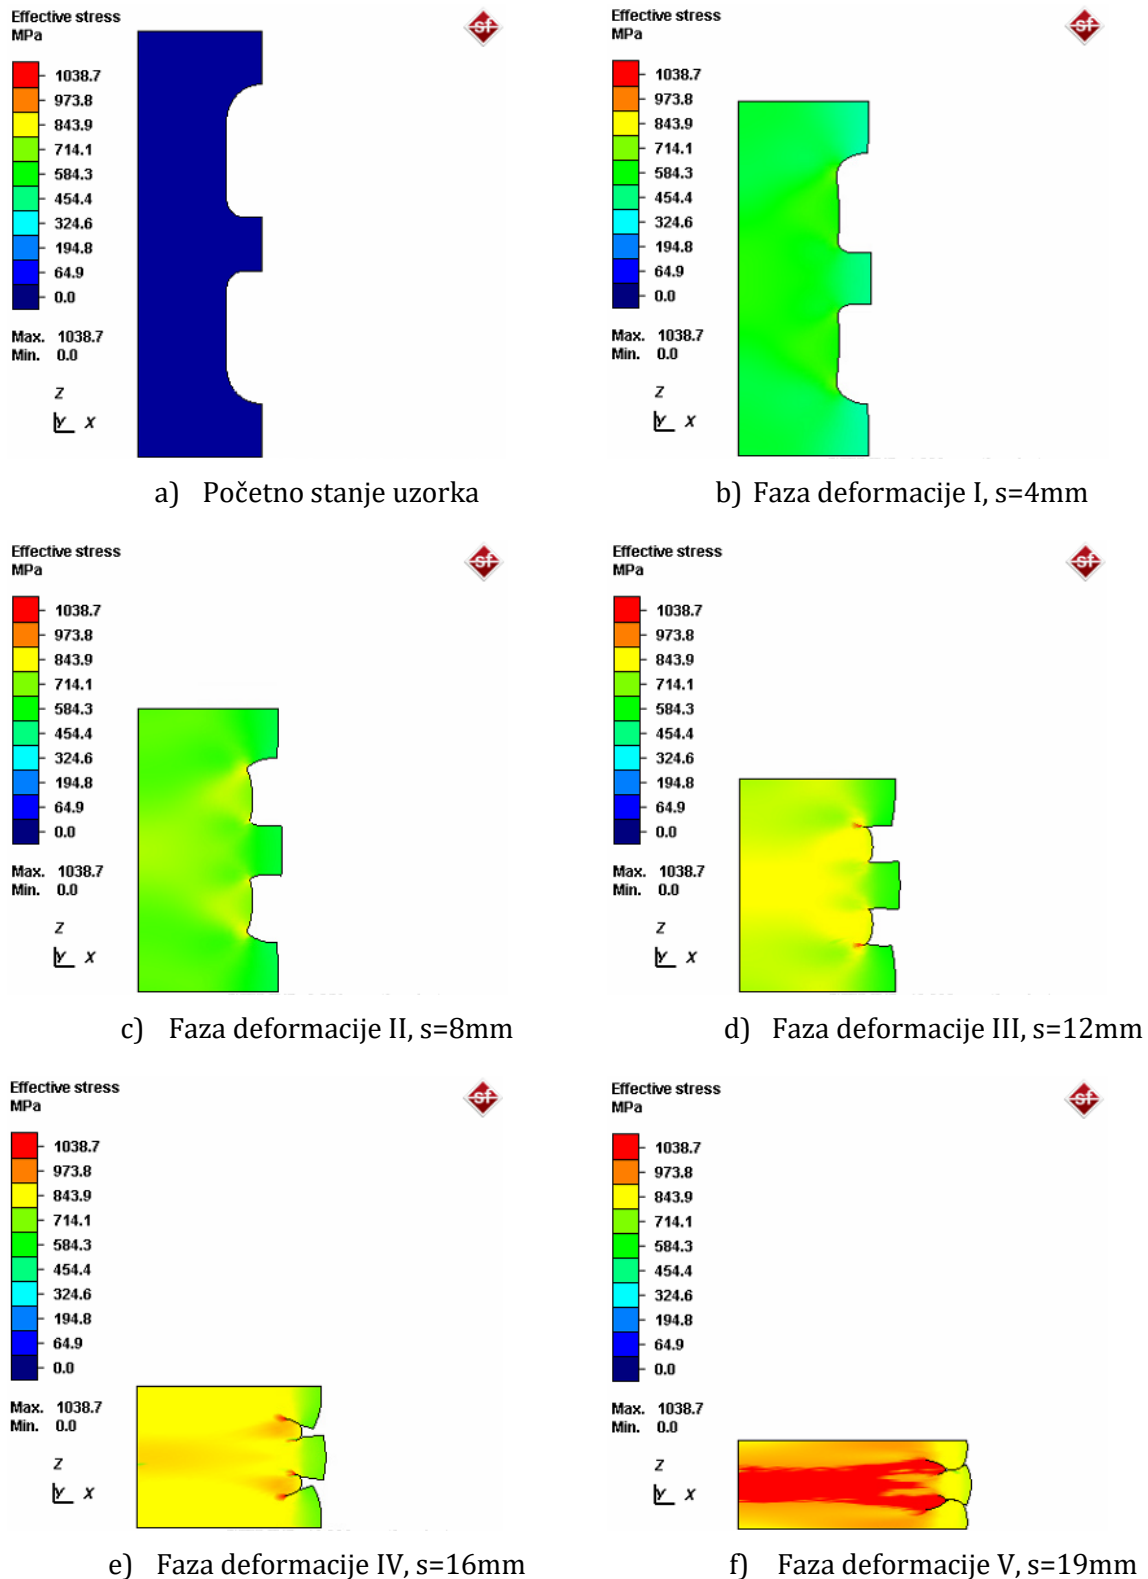 Effective stress
MPa
1038.7
973.8
843.9
714.1
584.3
454.4
324.6
194.8
64.9
0.0
Max. 1038.7
Min. 0.0
Z
Y X
sf
a) Početno stanje uzorka
Effective stress
MPa
1038.7
973.8
843.9
714.1
584.3
454.4
324.6
194.8
64.9
0.0
Max. 1038.7
Min. 0.0
Z
Y X
sf
b) Faza deformacije I, s=4mm
Effective stress
MPa
1038.7
973.8
843.9
714.1
584.3
454.4
324.6
194.8
64.9
0.0
Max. 1038.7
Min. 0.0
Z
Y X
sf
c) Faza deformacije II, s=8mm
Effective stress
MPa
1038.7
973.8
843.9
714.1
584.3
454.4
324.6
194.8
64.9
0.0
Max. 1038.7
Min. 0.0
Z
Y X
sf
d) Faza deformacije III, s=12mm
Effective stress
MPa
1038.7
973.8
843.9
714.1
584.3
454.4
324.6
194.8
64.9
0.0
Max. 1038.7
Min. 0.0
Z
Y X
sf
e) Faza deformacije IV, s=16mm
Effective stress
MPa
1038.7
973.8
843.9
714.1
584.3
454.4
324.6
194.8
64.9
0.0
Max. 1038.7
Min. 0.0
Z
Y X
sf
f) Faza deformacije V, s=19mm